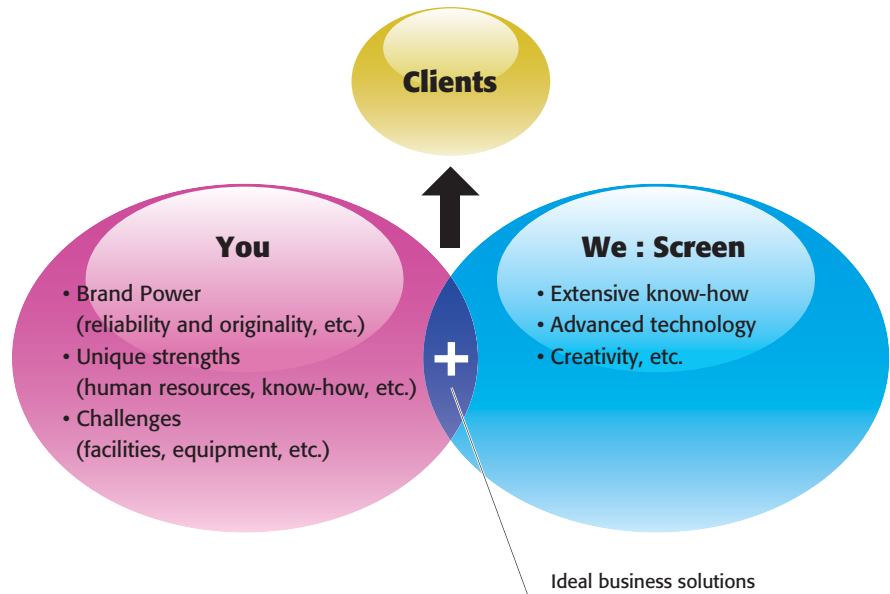 Clients
You
• Brand Power
(reliability and originality, etc.)
• Unique strengths
(human resources, know-how, etc.)
• Challenges
(facilities, equipment, etc.)
+
We : Screen
• Extensive know-how
• Advanced technology
• Creativity, etc.
Ideal business solutions